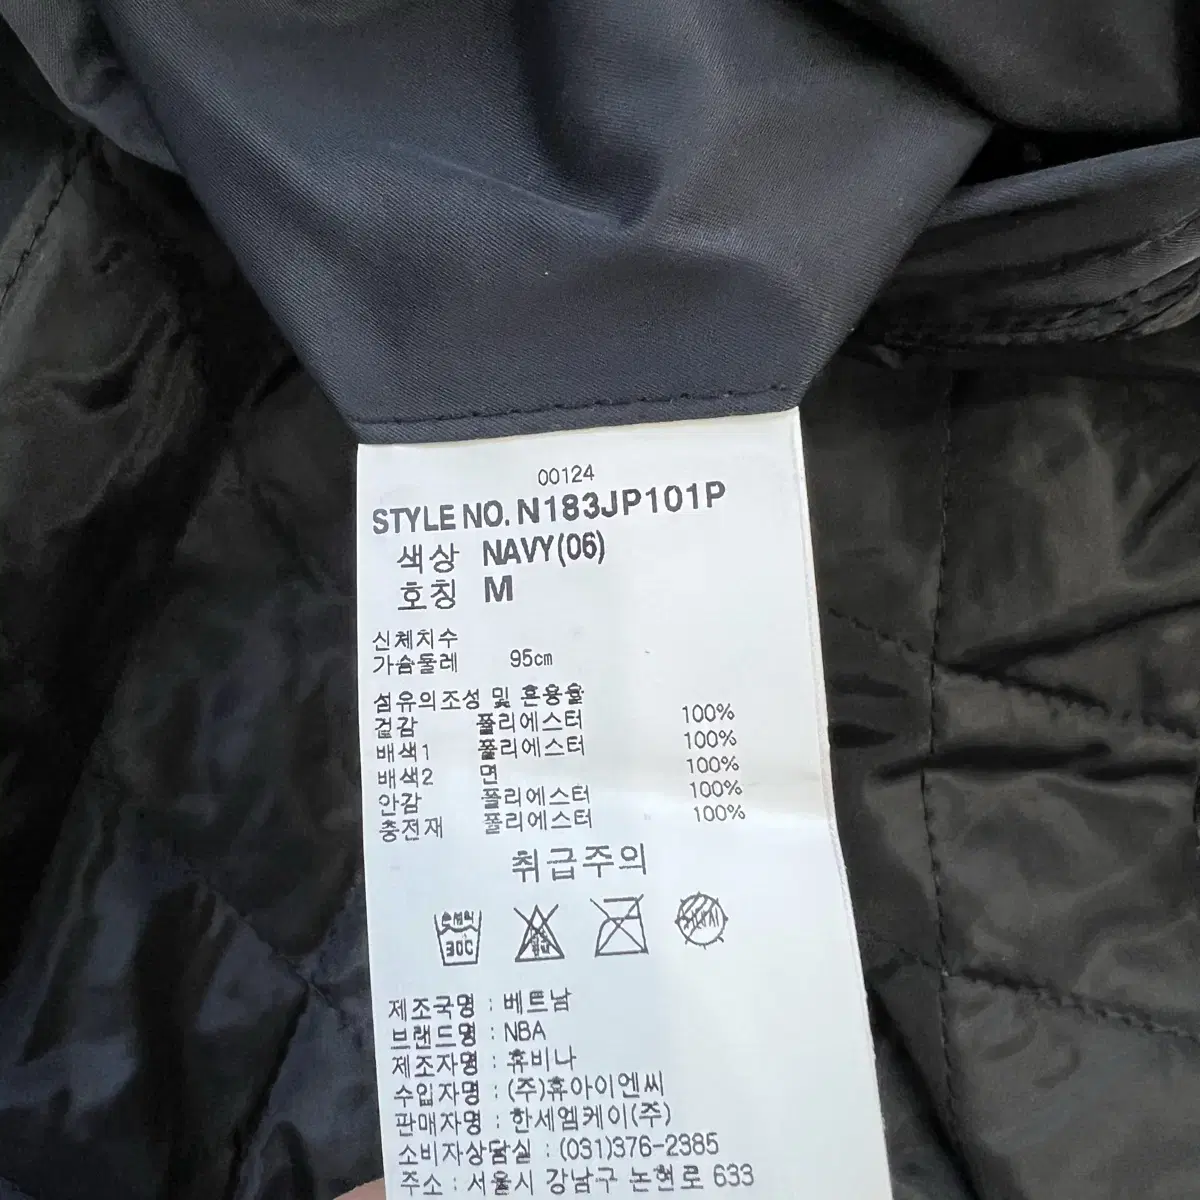 00124
STYLE NO. N183JP101P
색상 NAVY(06)
호칭 M
신체치수
가슴둘레 95cm
섬유의조성 및 혼용율
겉감 폴리에스터 100%
배색1 폴리에스터 100%
배색2 면 100%
안감 폴리에스터 100%
충전재 폴리에스터 100%
취급주의
손세탁
30C
제조국명 : 베트남
브랜드명 : NBA
제조자명 : 휴비나
수입자명 : (주)휴아이엔씨
판매자명 : 한세엠케이(주)
소비자상담실 : (031)376-2385
주소 : 서울시 강남구 논현로 633